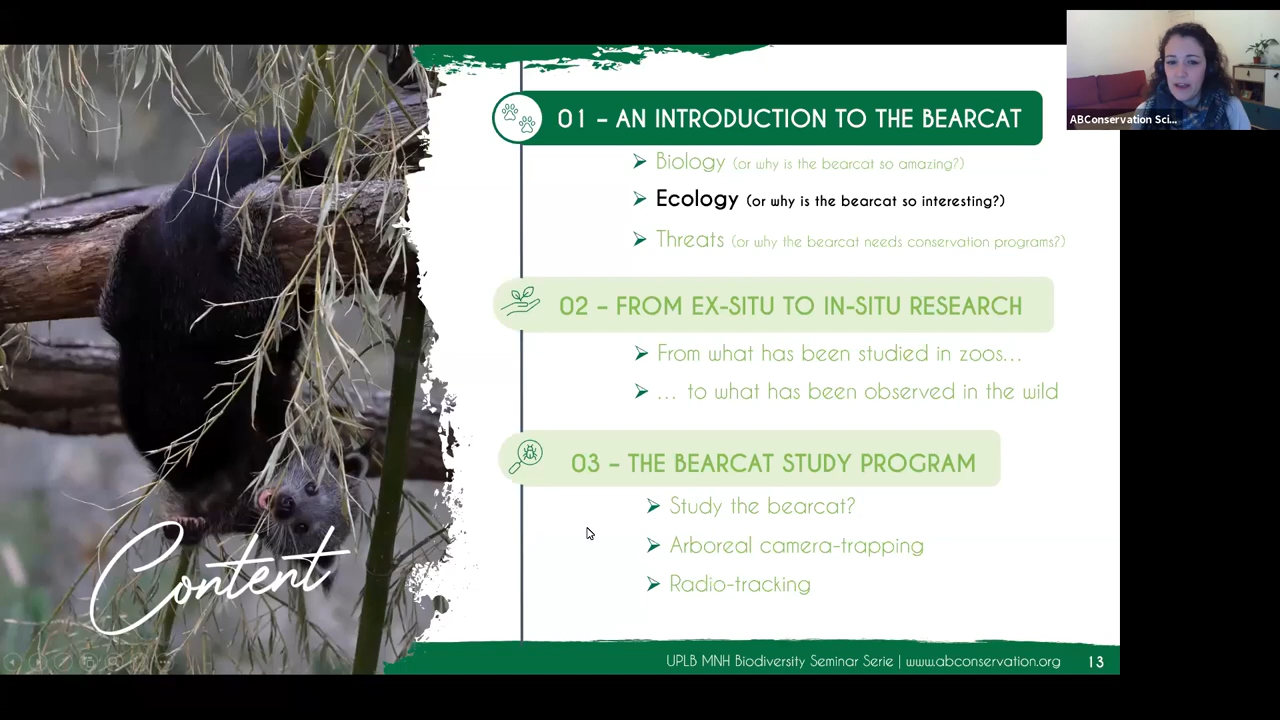 ABConservation Sci...
01 – AN INTRODUCTION TO THE BEARCAT
Biology (or why is the bearcat so amazing?)
Ecology (or why is the bearcat so interesting?)
Threats (or why the bearcat needs conservation programs?)
02 – FROM EX-SITU TO IN-SITU RESEARCH
From what has been studied in zoos...
... to what has been observed in the wild
03 – THE BEARCAT STUDY PROGRAM
Study the bearcat?
Arboreal camera-trapping
Radio-tracking
Content
UPLB MNH Biodiversity Seminar Serie | www.abconservation.org 13